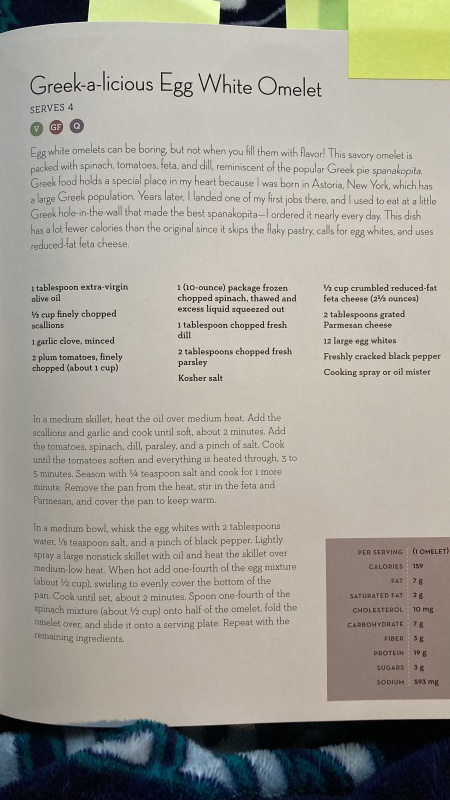 Greek-a-licious Egg White Omelet
SERVES 4
V GF Q
Egg white omelets can be boring, but not when you fill them with flavor! This savory omelet is
packed with spinach, tomatoes, feta, and dill, reminiscent of the popular Greek pie spanakopita.
Greek food holds a special place in my heart because I was born in Astoria, New York, which has
a large Greek population. Years later, I landed one of my first jobs there, and I used to eat at a little
Greek hole-in-the-wall that made the best spanakopita—I ordered it nearly every day. This dish
has a lot fewer calories than the original since it skips the flaky pastry, calls for egg whites, and uses
reduced-fat feta cheese.
1 tablespoon extra-virgin
olive oil
½ cup finely chopped
scallions
1 garlic clove, minced
2 plum tomatoes, finely
chopped (about 1 cup)
1 (10-ounce) package frozen
chopped spinach, thawed and
excess liquid squeezed out
1 tablespoon chopped fresh
dill
2 tablespoons chopped fresh
parsley
Kosher salt
½ cup crumbled reduced-fat
feta cheese (2½ ounces)
2 tablespoons grated
Parmesan cheese
12 large egg whites
Freshly cracked black pepper
Cooking spray or oil mister
In a medium skillet, heat the oil over medium heat. Add the
scallions and garlic and cook until soft, about 2 minutes. Add
the tomatoes, spinach, dill, parsley, and a pinch of salt. Cook
until the tomatoes soften and everything is heated through, 3 to
5 minutes. Season with ¼ teaspoon salt and cook for 1 more
minute. Remove the pan from the heat, stir in the feta and
Parmesan, and cover the pan to keep warm.
In a medium bowl, whisk the egg whites with 2 tablespoons
water, ⅛ teaspoon salt, and a pinch of black pepper. Lightly
spray a large nonstick skillet with oil and heat the skillet over
medium-low heat. When hot add one-fourth of the egg mixture
(about ½ cup), swirling to evenly cover the bottom of the
pan. Cook until set, about 2 minutes. Spoon one-fourth of the
spinach mixture (about ½ cup) onto half of the omelet, fold the
omelet over, and slide it onto a serving plate. Repeat with the
remaining ingredients.
PER SERVING (1 OMELET)
CALORIES 159
FAT 7 g
SATURATED FAT 2 g
CHOLESTEROL 10 mg
CARBOHYDRATE 7 g
FIBER 3 g
PROTEIN 19 g
SUGARS 3 g
SODIUM 593 mg